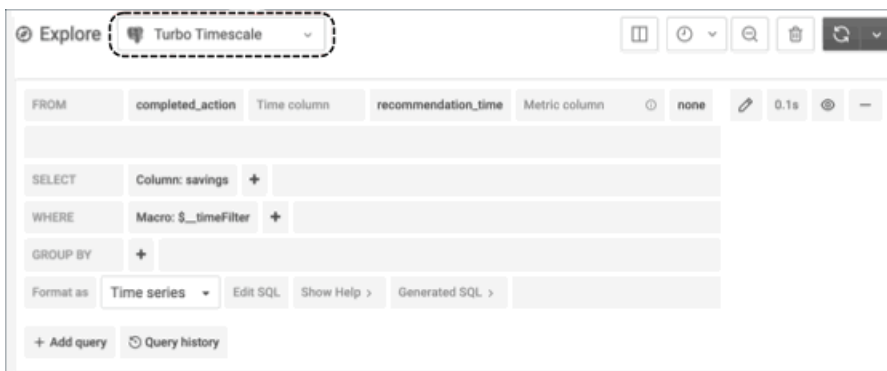 Explore Turbo Timescale
FROM completed_action Time column recommendation_time Metric column none 0.1s
SELECT Column: savings +
WHERE Macro: $__timeFilter +
GROUP BY +
Format as Time series Edit SQL Show Help > Generated SQL >
+ Add query Query history